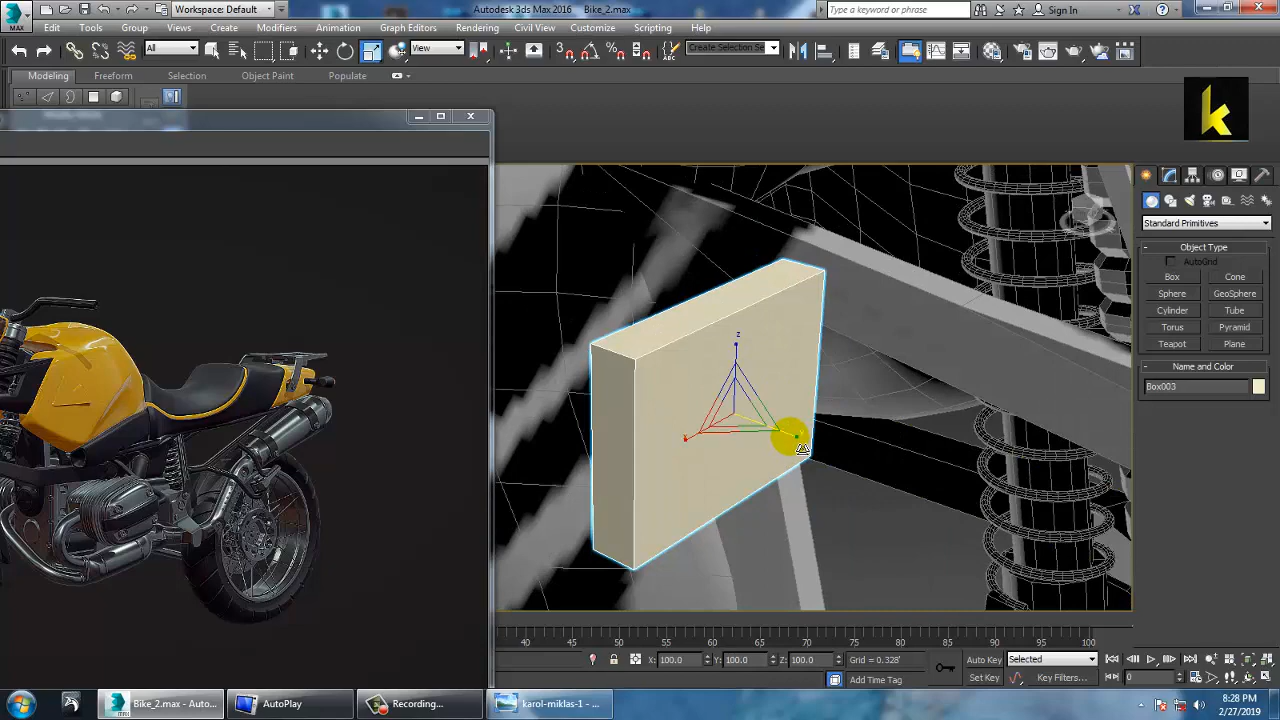 Workspace: Default
Autodesk 3ds Max 2016
Bike_2.max
Type a keyword or phrase
Sign In
MAX
Edit
Tools
Group
Views
Create
Modifiers
Animation
Graph Editors
Rendering
Civil View
Customize
Scripting
Help
All
View
Create Selection Se
Modeling
Freeform
Selection
Object Paint
Populate
k
Standard Primitives
Object Type
AutoGrid
Box
Cone
Sphere
GeoSphere
Cylinder
Tube
Torus
Pyramid
Teapot
Plane
Name and Color
Box003
z
x
y
40
45
50
55
60
65
70
75
80
85
90
95
100
X: 100.0
Y: 100.0
Z: 100.0
Grid = 0.328'
Add Time Tag
Auto Key
Selected
Set Key
Key Filters...
0
Bike_2.max - Auto...
AutoPlay
Recording...
karol-miklas-1 - ...
8:28 PM
2/27/2019